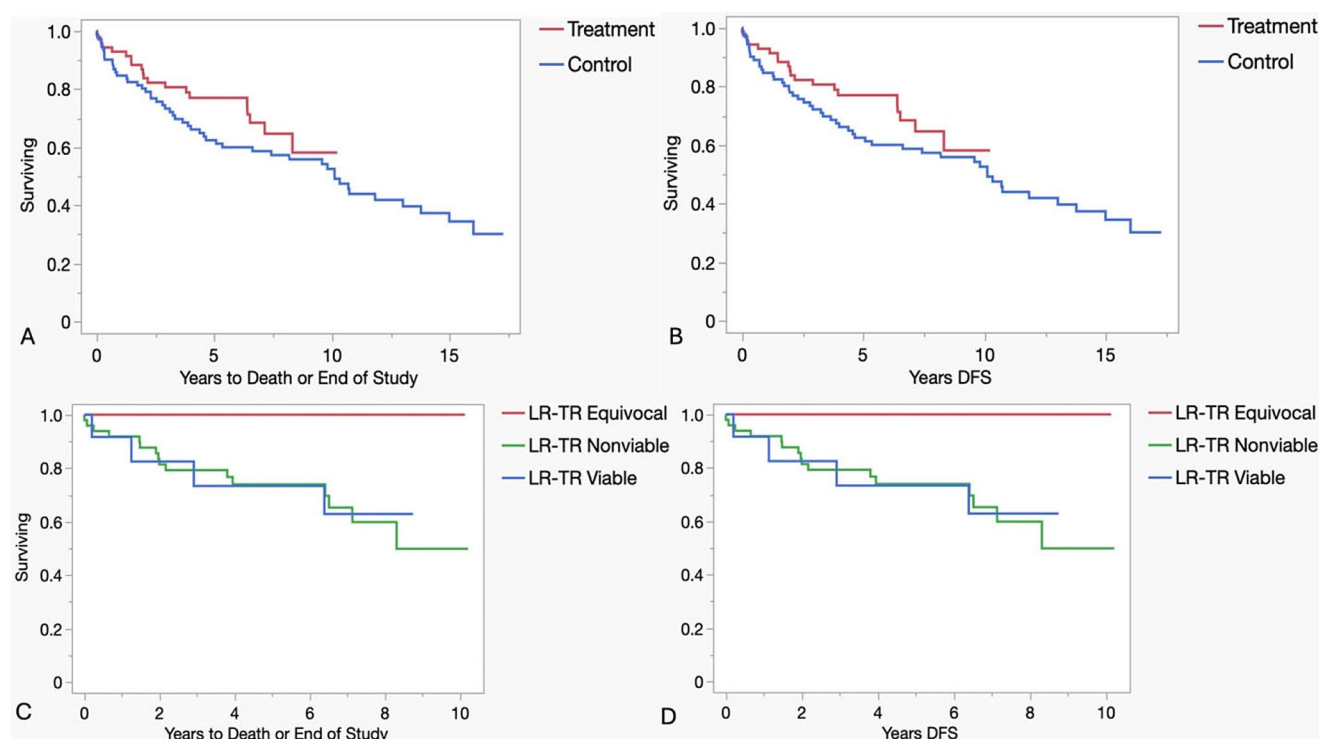 1.0
0.8
0.6
0.4
0.2
0
Surviving
0
5
10
15
Years to Death or End of Study
Treatment
Control
A
1.0
0.8
0.6
0.4
0.2
0
Surviving
0
5
10
15
Years DFS
Treatment
Control
B
1.0
0.8
0.6
0.4
0.2
0
Surviving
0
2
4
6
8
10
Years to Death or End of Study
LR-TR Equivocal
LR-TR Nonviable
LR-TR Viable
C
1.0
0.8
0.6
0.4
0.2
0
0
2
4
6
8
10
Years DFS
LR-TR Equivocal
LR-TR Nonviable
LR-TR Viable
D